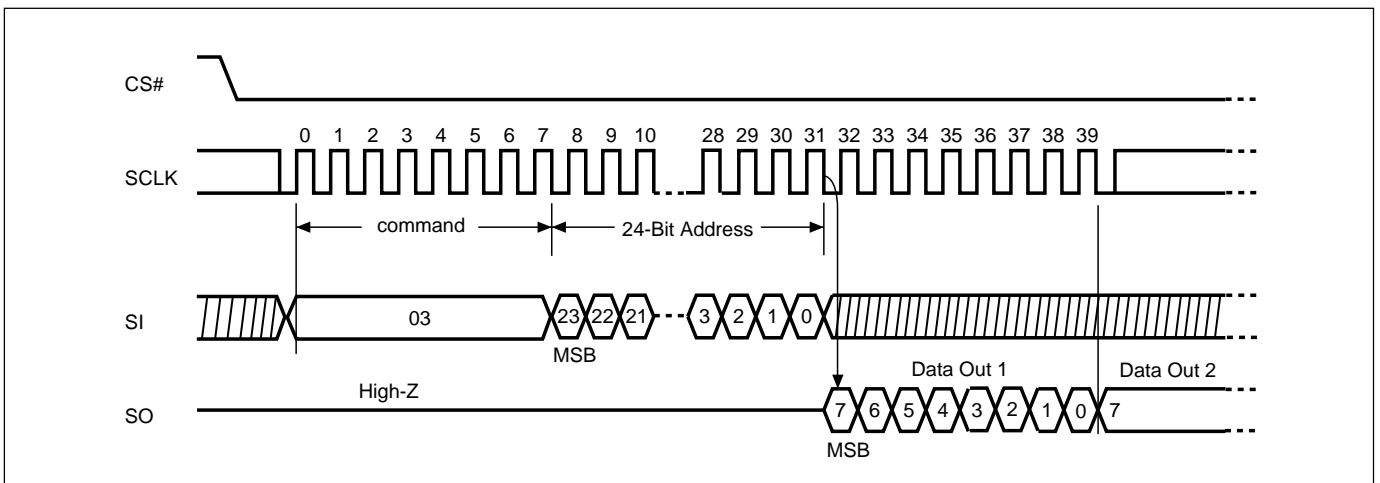 CS#
0 1 2 3 4 5 6 7 8 9 10 28 29 30 31 32 33 34 35 36 37 38 39
SCLK
command 24-Bit Address
SI 03 23 22 21 3 2 1 0
MSB
Data Out 1 Data Out 2
High-Z
SO 7 6 5 4 3 2 1 0 7
MSB